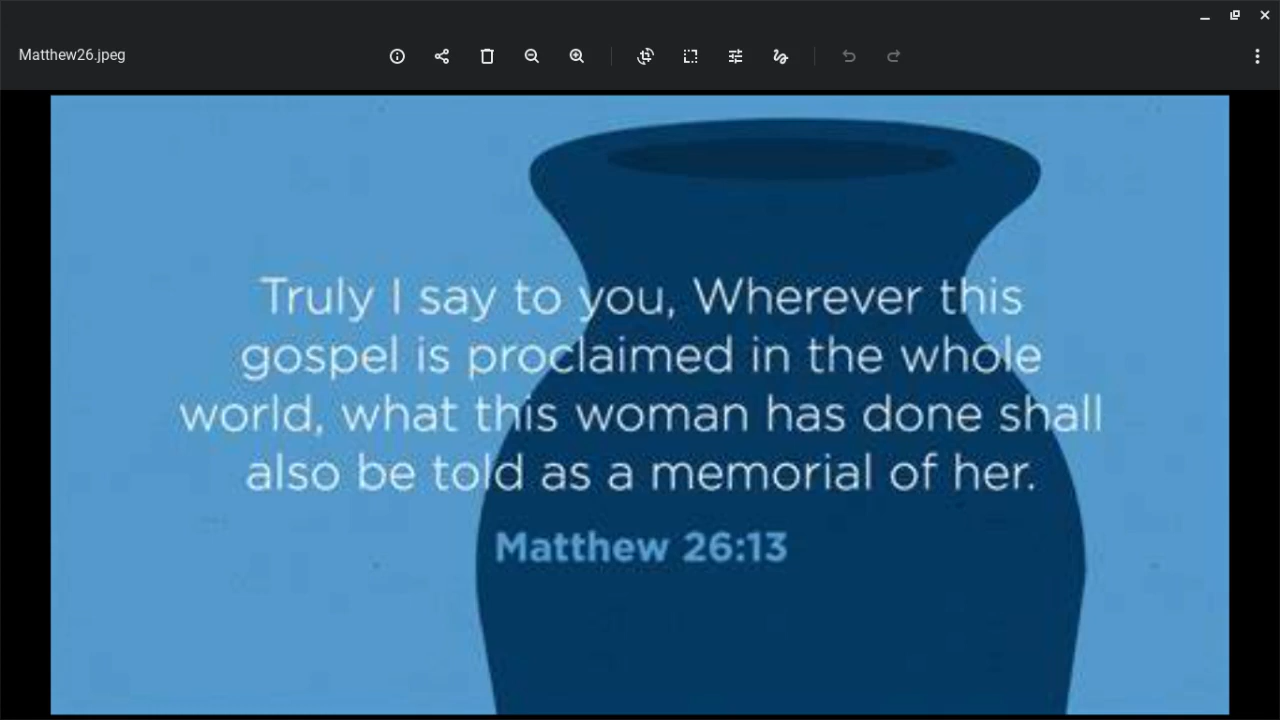 Matthew26.jpeg
Truly I say to you, Wherever this
gospel is proclaimed in the whole
world, what this woman has done shall
also be told as a memorial of her.
Matthew 26:13